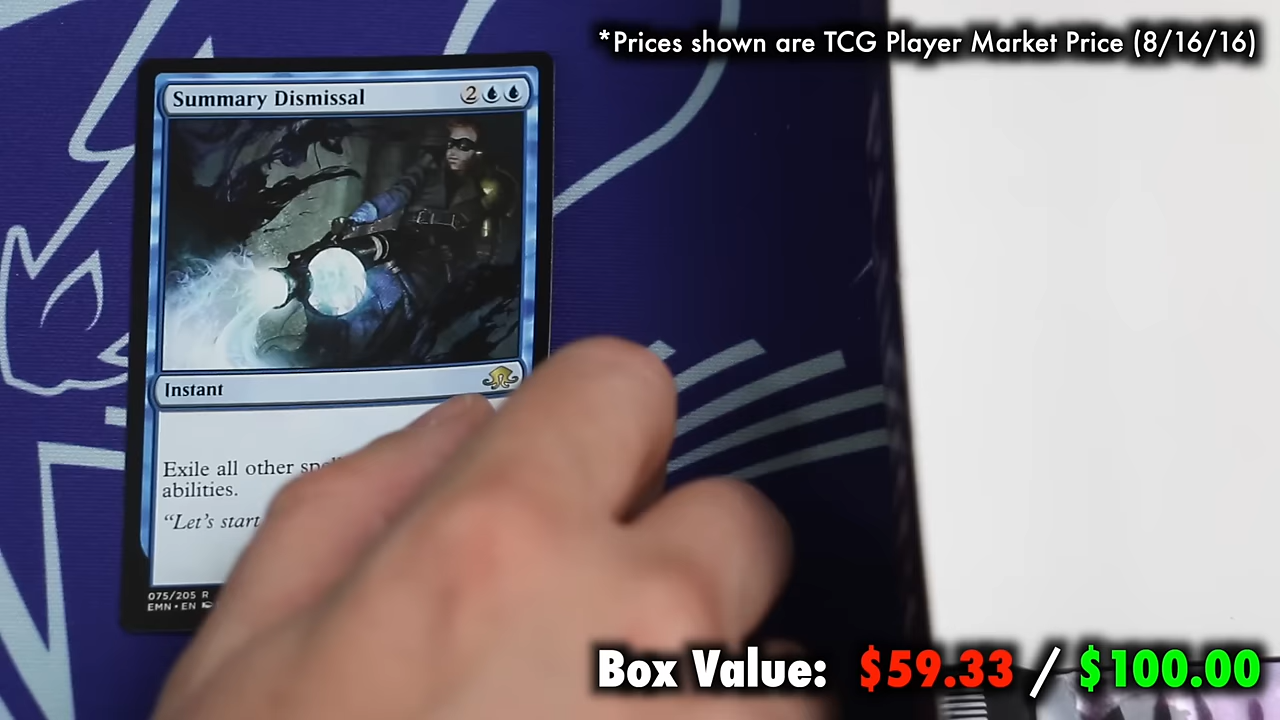 *Prices shown are TCG Player Market Price (8/16/16)
Summary Dismissal 2
Instant
Exile all other
abilities.
“Let's start
075/205 R
EMN • EN
Box Value: $59.33 / $100.00